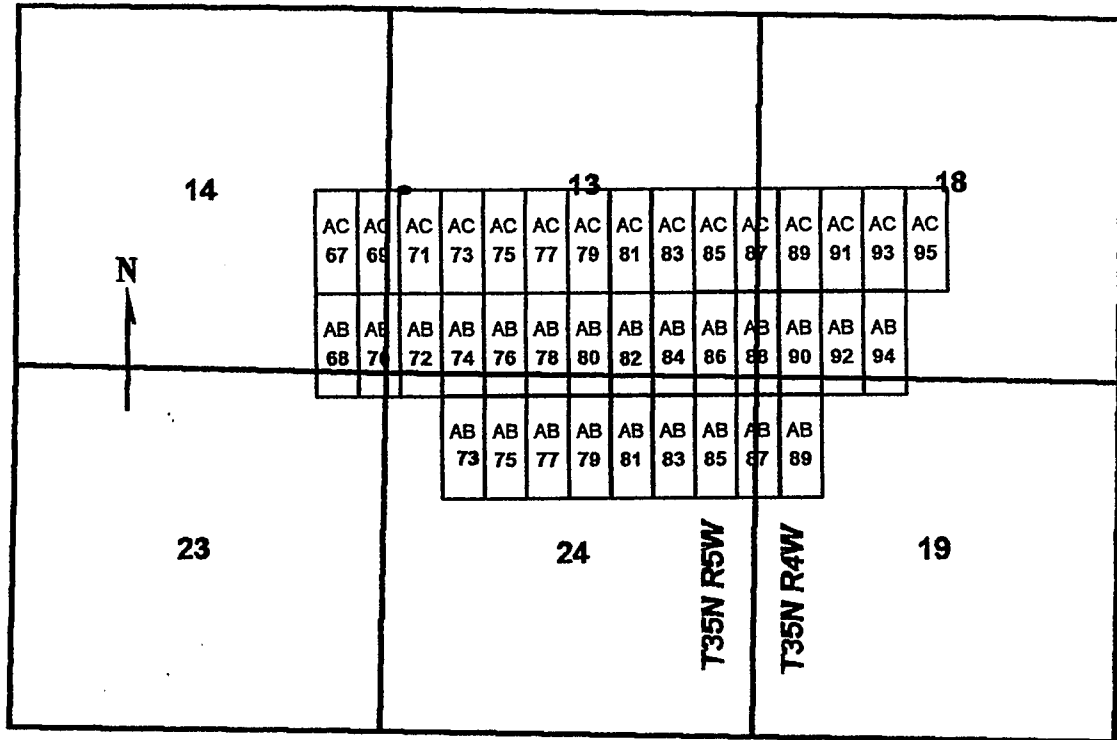 14
13
18
AC AC AC AC AC AC AC AC AC AC AC AC AC AC AC
67 69 71 73 75 77 79 81 83 85 87 89 91 93 95
N
AB AB AB AB AB AB AB AB AB AB AB AB AB AB
68 70 72 74 76 78 80 82 84 86 88 90 92 94
AB AB AB AB AB AB AB AB AB
73 75 77 79 81 83 85 87 89
23
24
19
T35N R5W
T35N R4W